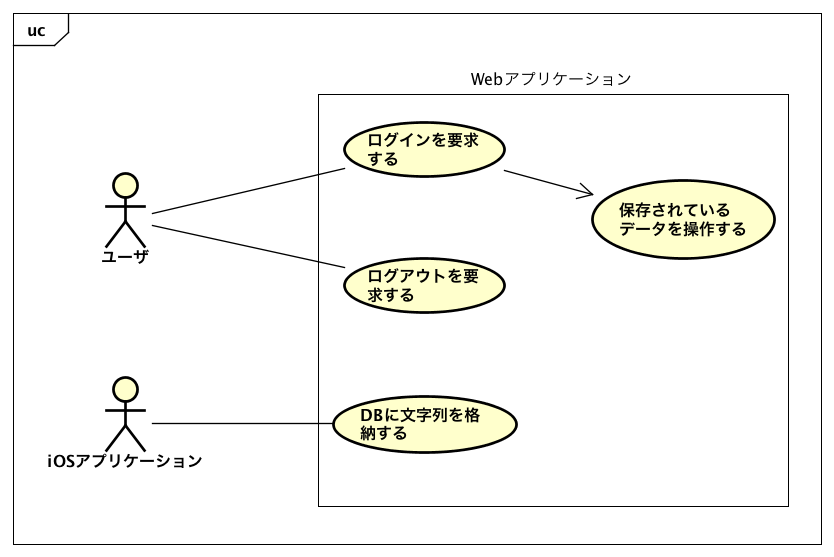 uc
Webアプリケーション
ログインを要求
する
保存されている
データを操作する
ユーザ
ログアウトを要
求する
DBに文字列を格
納する
iOSアプリケーション